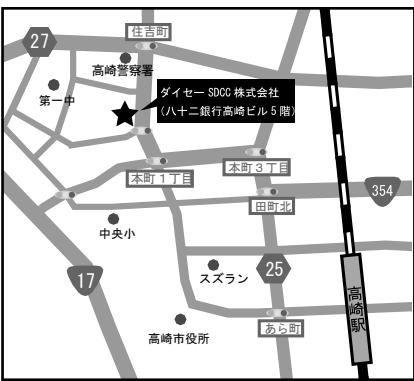 住吉町
27
高崎警察署
第一中
ダイセー SDCC 株式会社
(八十二銀行高崎ビル 5 階)
本町3丁目
本町1丁目
354
田町北
中央小
17
スズラン
25
高崎駅
あら町
高崎市役所